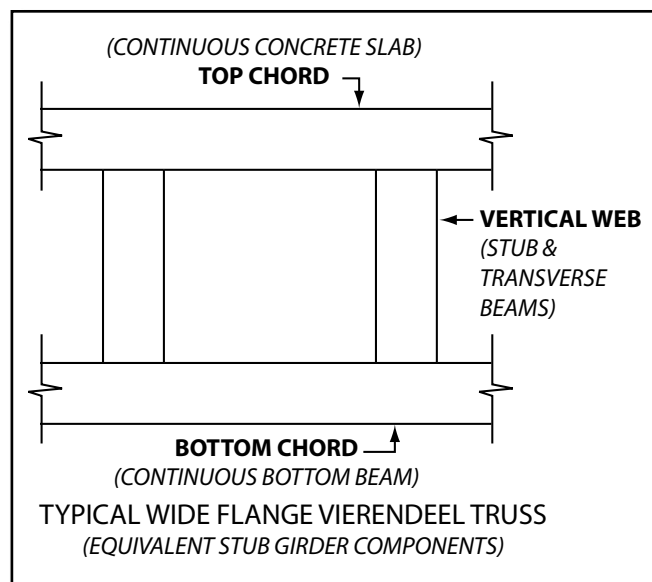 (CONTINUOUS CONCRETE SLAB)
TOP CHORD
VERTICAL WEB
(STUB &
TRANSVERSE
BEAMS)
BOTTOM CHORD
(CONTINUOUS BOTTOM BEAM)
TYPICAL WIDE FLANGE VIERENDEEL TRUSS
(EQUIVALENT STUB GIRDER COMPONENTS)